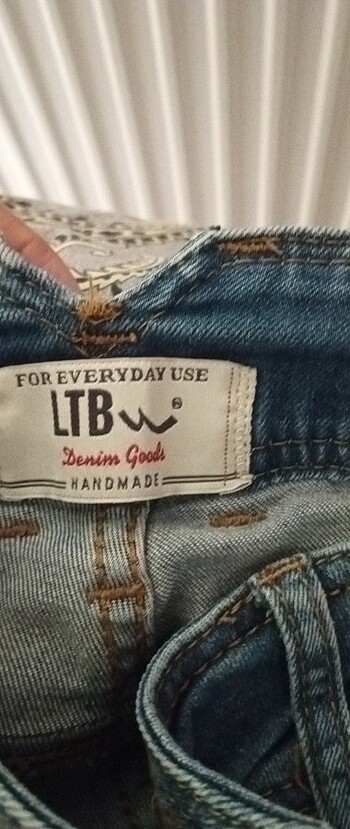 FOR EVERYDAY USE
LTB ®
Denim Goods
HANDMADE